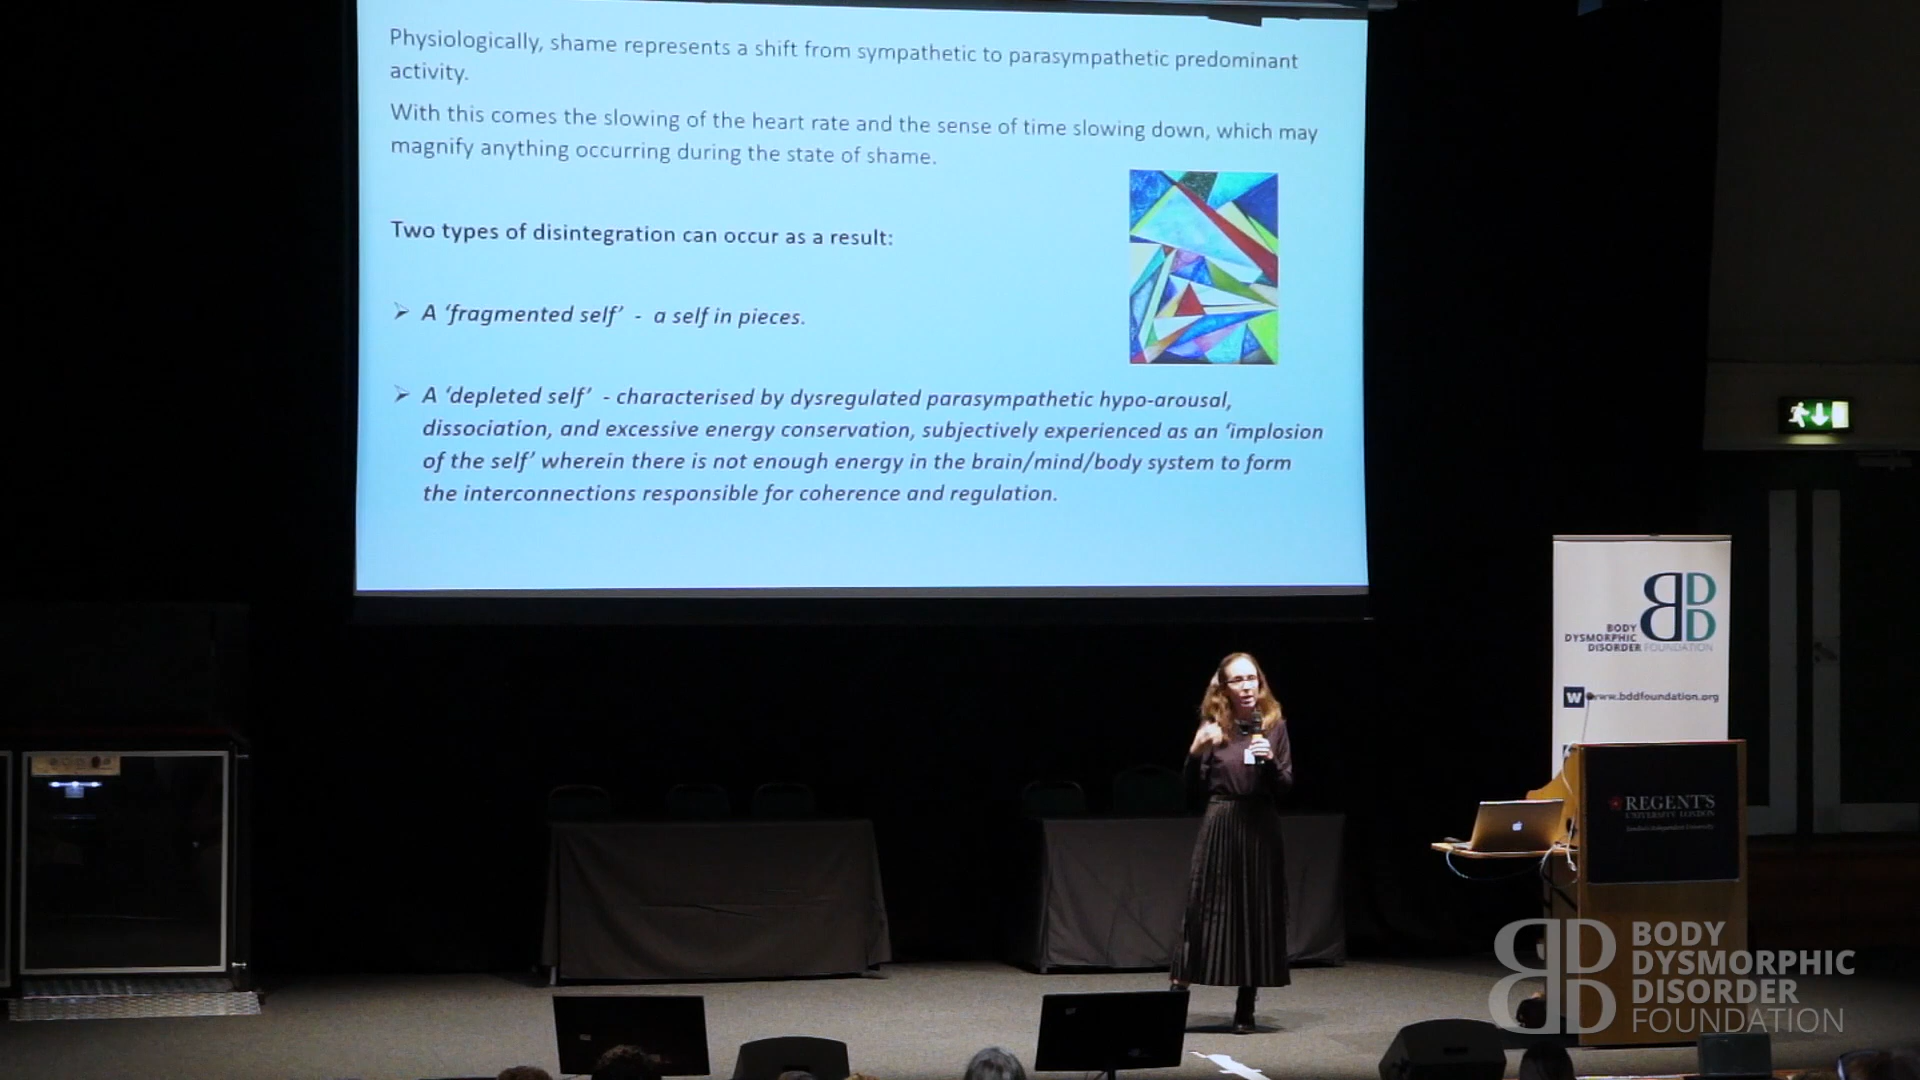 Physiologically, shame represents a shift from sympathetic to parasympathetic predominant
activity.
With this comes the slowing of the heart rate and the sense of time slowing down, which may
magnify anything occurring during the state of shame.
Two types of disintegration can occur as a result:
➢ A ‘fragmented self’ - a self in pieces.
➢ A ‘depleted self’ - characterised by dysregulated parasympathetic hypo-arousal,
dissociation, and excessive energy conservation, subjectively experienced as an ‘implosion
of the self’ wherein there is not enough energy in the brain/mind/body system to form
the interconnections responsible for coherence and regulation.
BODY
DYSMORPHIC
DISORDER FOUNDATION
W www.bddfoundation.org
REGENT'S
UNIVERSITY LONDON
London's Independent University
BODY
DYSMORPHIC
DISORDER
FOUNDATION